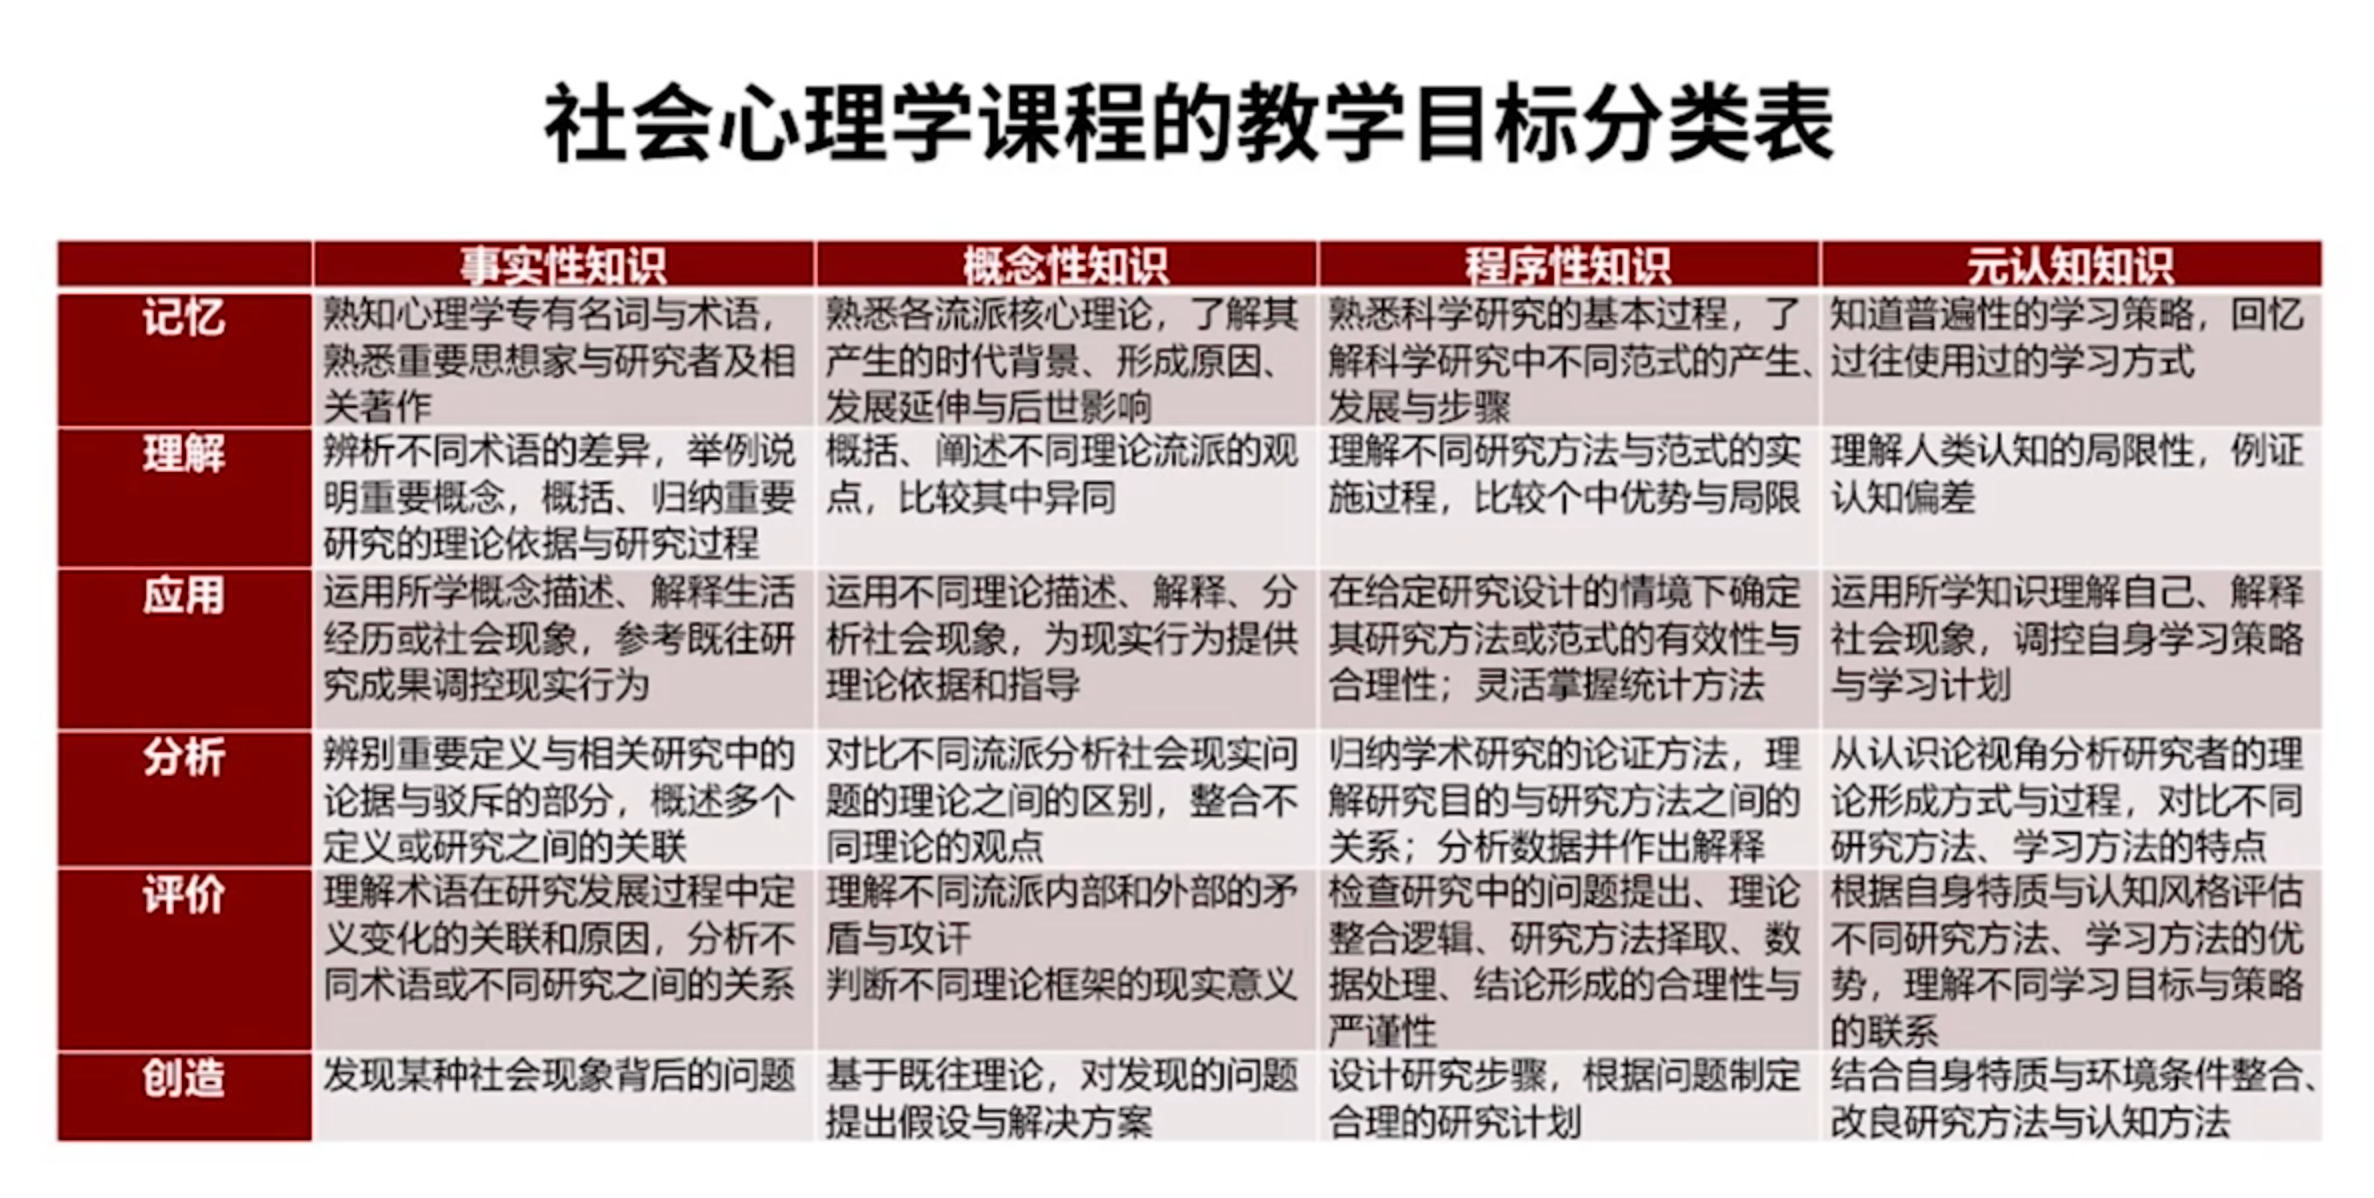 社会心理学课程的教学目标分类表
事实性知识
概念性知识
程序性知识
元认知知识
记忆
熟知心理学专有名词与术语，
熟悉重要思想家与研究者及相
关著作
熟悉各流派核心理论，了解其
产生的时代背景、形成原因、
发展延伸与后世影响
熟悉科学研究的基本过程，了
解科学研究中不同范式的产生、
发展与步骤
知道普遍性的学习策略，回忆
过往使用过的学习方式
理解
辨析不同术语的差异，举例说
明重要概念，概括、归纳重要
研究的理论依据与研究过程
概括、阐述不同理论流派的观
点，比较其中异同
理解不同研究方法与范式的实
施过程，比较个中优势与局限
理解人类认知的局限性，例证
认知偏差
应用
运用所学概念描述、解释生活
经历或社会现象，参考既往研
究成果调控现实行为
运用不同理论描述、解释、分
析社会现象，为现实行为提供
理论依据和指导
在给定研究设计的情境下确定
其研究方法或范式的有效性与
合理性；灵活掌握统计方法
运用所学知识理解自己、解释
社会现象，调控自身学习策略
与学习计划
分析
辨别重要定义与相关研究中的
论据与驳斥的部分，概述多个
定义或研究之间的关联
对比不同流派分析社会现实问
题的理论之间的区别，整合不
同理论的观点
归纳学术研究的论证方法，理
解研究目的与研究方法之间的
关系；分析数据并作出解释
从认识论视角分析研究者的理
论形成方式与过程，对比不同
研究方法、学习方法的特点
评价
理解术语在研究发展过程中定
义变化的关联和原因，分析不
同术语或不同研究之间的关系
理解不同流派内部和外部的矛
盾与攻讦
判断不同理论框架的现实意义
检查研究中的问题提出、理论
整合逻辑、研究方法择取、数
据处理、结论形成的合理性与
严谨性
根据自身特质与认知风格评估
不同研究方法、学习方法的优
势，理解不同学习目标与策略
的联系
创造
发现某种社会现象背后的问题
基于既往理论，对发现的问题
提出假设与解决方案
设计研究步骤，根据问题制定
合理的研究计划
结合自身特质与环境条件整合、
改良研究方法与认知方法